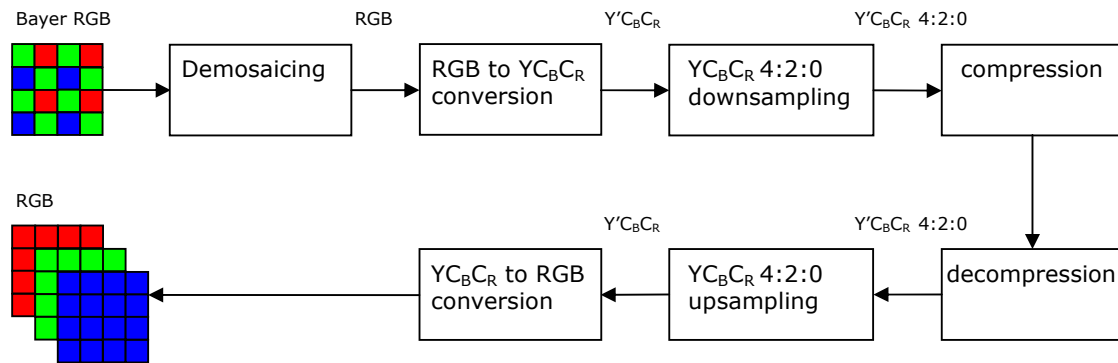 Bayer RGB
RGB
Y'CBCR
Y'CBCR 4:2:0
Demosaicing
RGB to YCBCR
conversion
YCBCR 4:2:0
downsampling
compression
RGB
Y'CBCR
Y'CBCR 4:2:0
YCBCR to RGB
conversion
YCBCR 4:2:0
upsampling
decompression